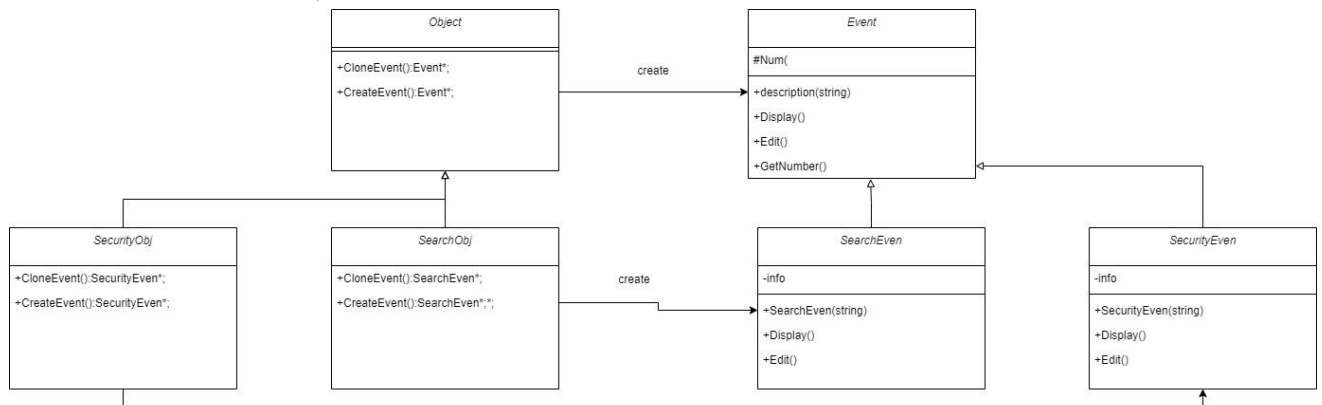 Object
+CloneEvent():Event*;
+CreateEvent():Event*;
create
Event
#Num(
+description(string)
+Display()
+Edit()
+GetNumber()
SecurityObj
+CloneEvent():SecurityEven*;
+CreateEvent():SecurityEven*;
SearchObj
+CloneEvent():SearchEven*;
+CreateEvent():SearchEven*;*;
create
SearchEven
-info
+SearchEven(string)
+Display()
+Edit()
SecurityEven
-info
+SecurityEven(string)
+Display()
+Edit()